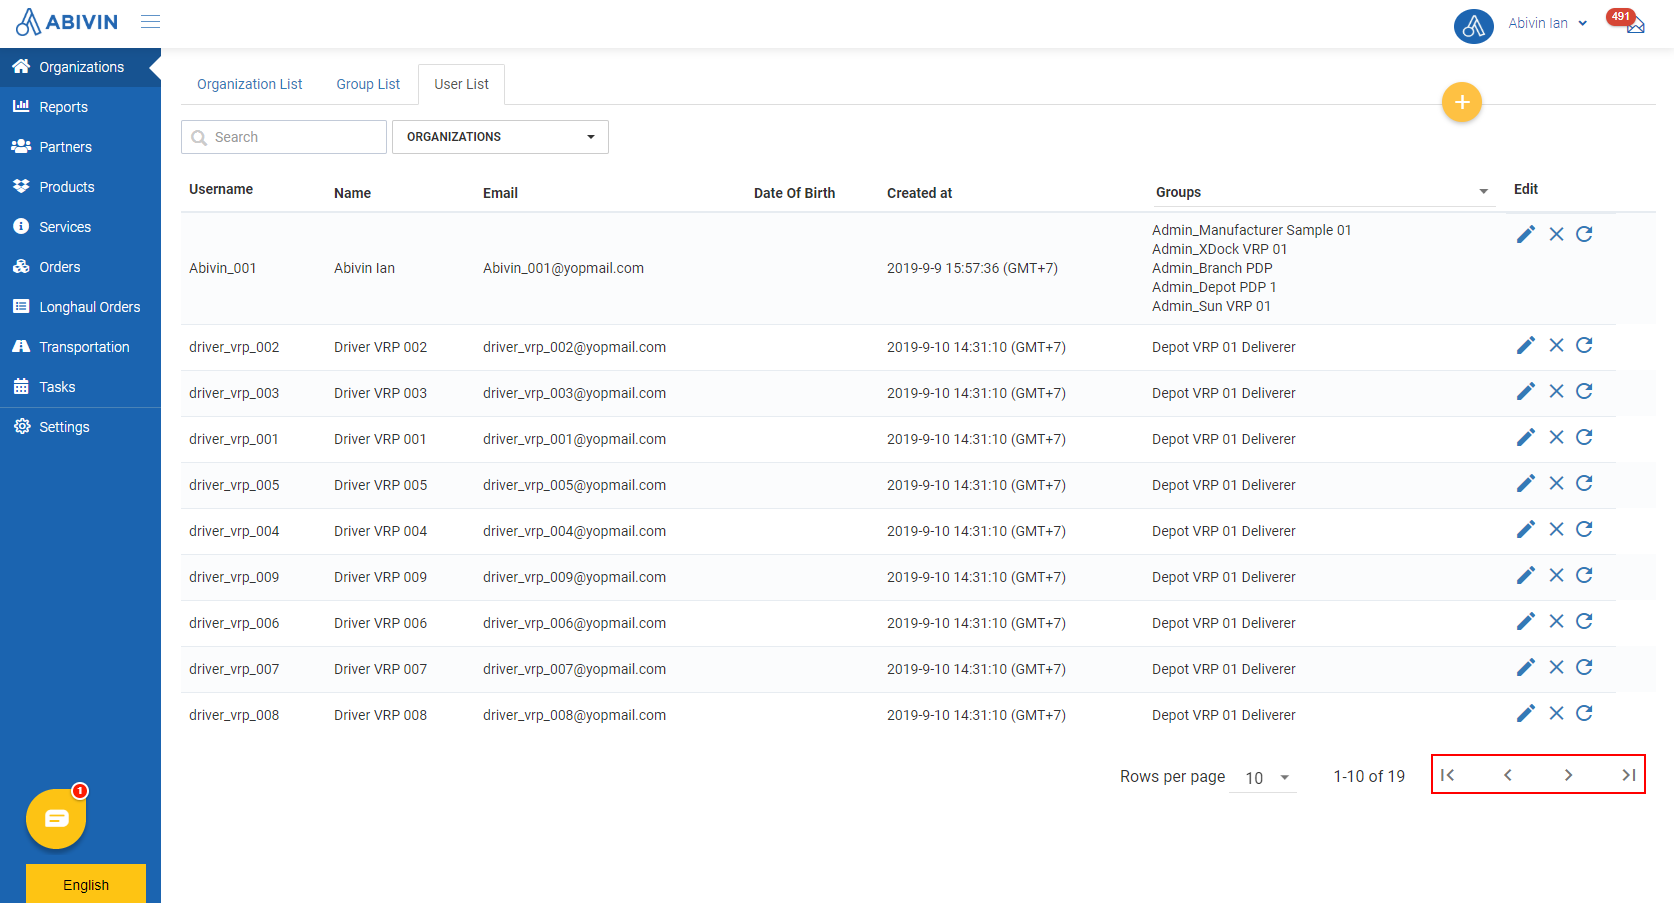 ABIVIN
Abivin Ian
491
Organizations
Reports
Partners
Products
Services
Orders
Longhaul Orders
Transportation
Tasks
Settings
1
English
Organization List Group List User List
+
Search ORGANIZATIONS
Username Name Email Date Of Birth Created at Groups Edit
Abivin_001 Abivin Ian Abivin_001@yopmail.com 2019-9-9 15:57:36 (GMT+7)
Admin_Manufacturer Sample 01
Admin_XDock VRP 01
Admin_Branch PDP
Admin_Depot PDP 1
Admin_Sun VRP 01
driver_vrp_002 Driver VRP 002 driver_vrp_002@yopmail.com 2019-9-10 14:31:10 (GMT+7) Depot VRP 01 Deliverer
driver_vrp_003 Driver VRP 003 driver_vrp_003@yopmail.com 2019-9-10 14:31:10 (GMT+7) Depot VRP 01 Deliverer
driver_vrp_001 Driver VRP 001 driver_vrp_001@yopmail.com 2019-9-10 14:31:10 (GMT+7) Depot VRP 01 Deliverer
driver_vrp_005 Driver VRP 005 driver_vrp_005@yopmail.com 2019-9-10 14:31:10 (GMT+7) Depot VRP 01 Deliverer
driver_vrp_004 Driver VRP 004 driver_vrp_004@yopmail.com 2019-9-10 14:31:10 (GMT+7) Depot VRP 01 Deliverer
driver_vrp_009 Driver VRP 009 driver_vrp_009@yopmail.com 2019-9-10 14:31:10 (GMT+7) Depot VRP 01 Deliverer
driver_vrp_006 Driver VRP 006 driver_vrp_006@yopmail.com 2019-9-10 14:31:10 (GMT+7) Depot VRP 01 Deliverer
driver_vrp_007 Driver VRP 007 driver_vrp_007@yopmail.com 2019-9-10 14:31:10 (GMT+7) Depot VRP 01 Deliverer
driver_vrp_008 Driver VRP 008 driver_vrp_008@yopmail.com 2019-9-10 14:31:10 (GMT+7) Depot VRP 01 Deliverer
Rows per page 10 1-10 of 19